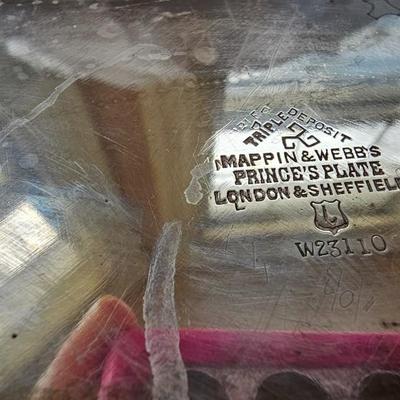 TRIPLE DEPOSIT
MAPPIN & WEBB'S
PRINCE'S PLATE
LONDON & SHEFFIELD
L
W23110